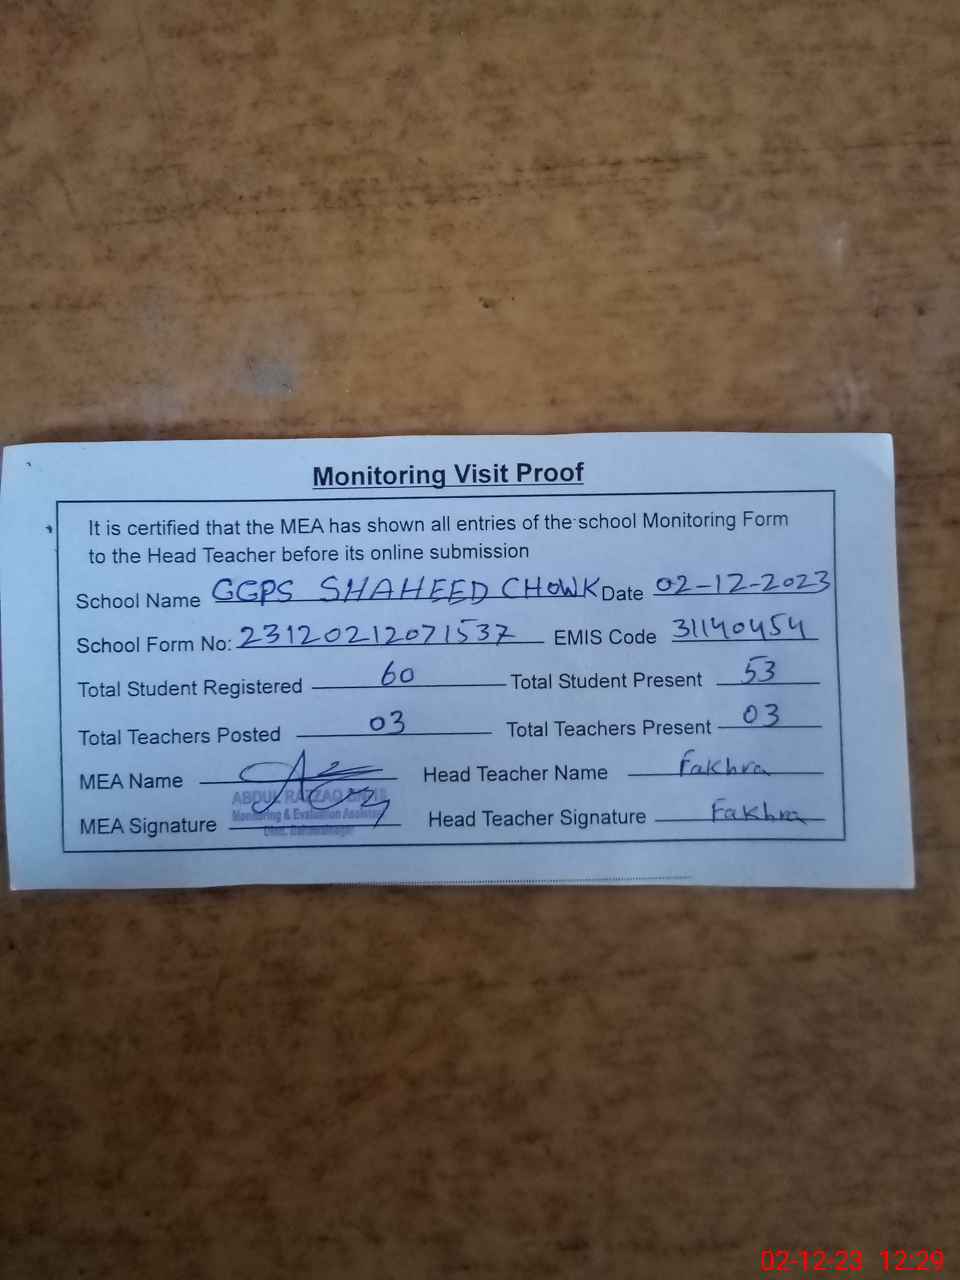 Monitoring Visit Proof
It is certified that the MEA has shown all entries of the school Monitoring Form
to the Head Teacher before its online submission
School Name GGPS SHAHEED CHOWK Date 02-12-2023
School Form No: 23120212071537 EMIS Code 31140454
Total Student Registered 60 Total Student Present 53
Total Teachers Posted 03 Total Teachers Present 03
MEA Name Head Teacher Name Fakhra
ABDUL RAZZAQ
Monitoring & Evaluation Assistant
MEA Signature Head Teacher Signature Fakhra
02-12-23 12:29